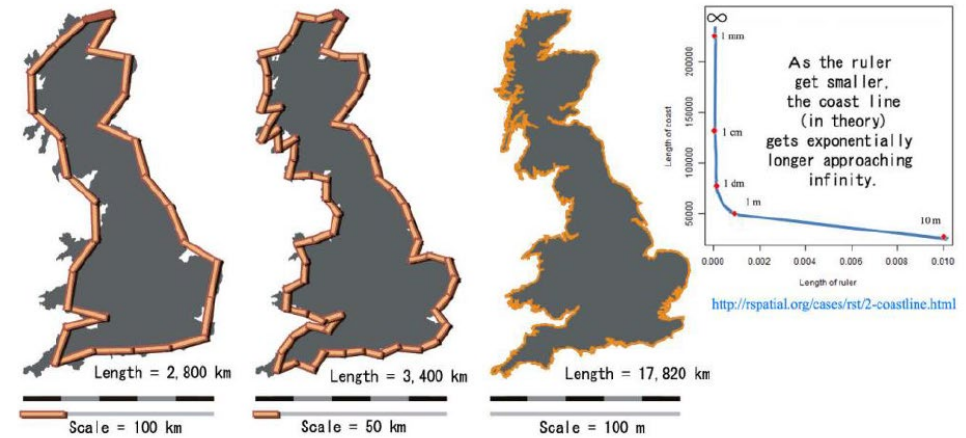 Length = 2,800 km
Scale = 100 km
Length = 3,400 km
Scale = 50 km
Length = 17,820 km
Scale = 100 m
∞
1 mm
1 cm
1 dm
1 m
10 m
As the ruler
get smaller,
the coast line
(in theory)
gets exponentially
longer approaching
infinity.
Length of coast
50000
100000
150000
200000
0.000
0.002
0.004
0.006
0.008
0.010
Length of ruler
http://rspatial.org/cases/rst/2-coastline.html